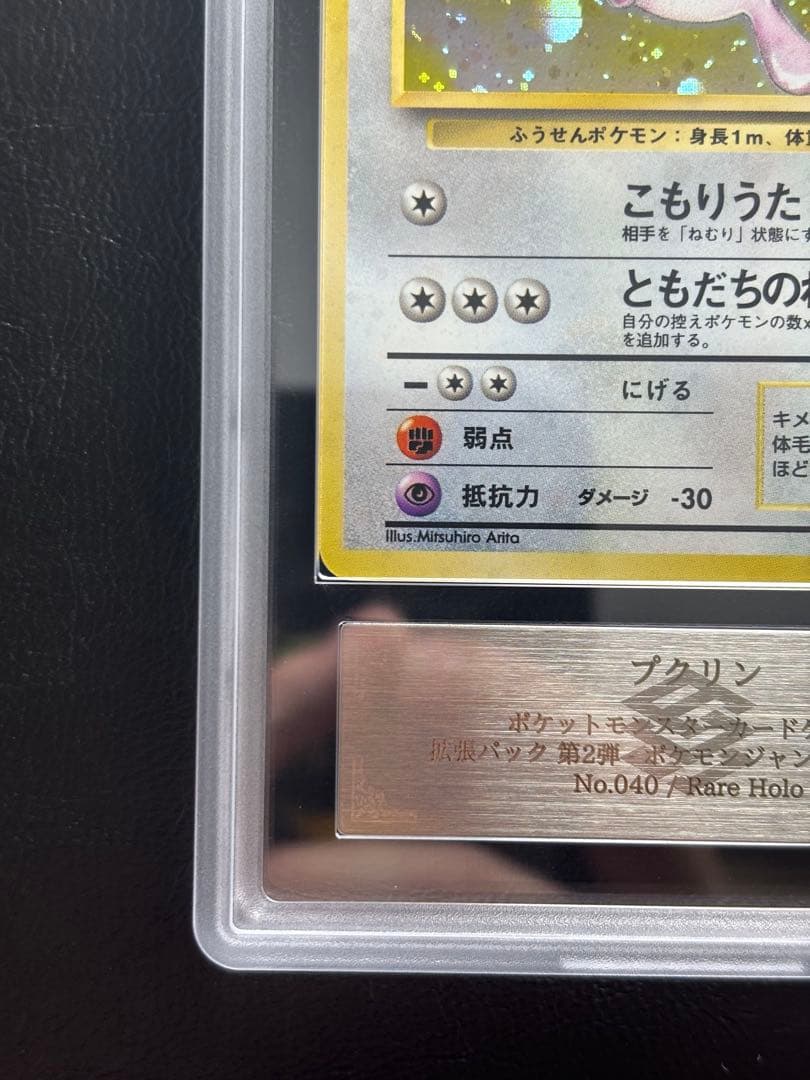 ふうせんポケモン：身長1m、体
こもりうた
相手を「ねむり」状態に
ともだちの
自分の控えポケモンの数x
を追加する。
にげる
キメ
弱点
体毛
ほど
抵抗力 ダメージ -30
Illus.Mitsuhiro Arita
プクリン
ポケットモンスターカード
拡張パック 第2弾 ポケモンジャン
No.040 / Rare Holo